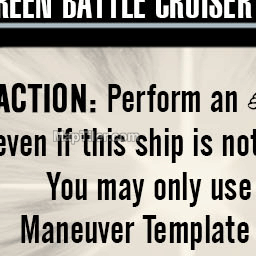 REEN BATTLE CRUISER
ACTION: Perform an
even if this ship is not
You may only use
Maneuver Template